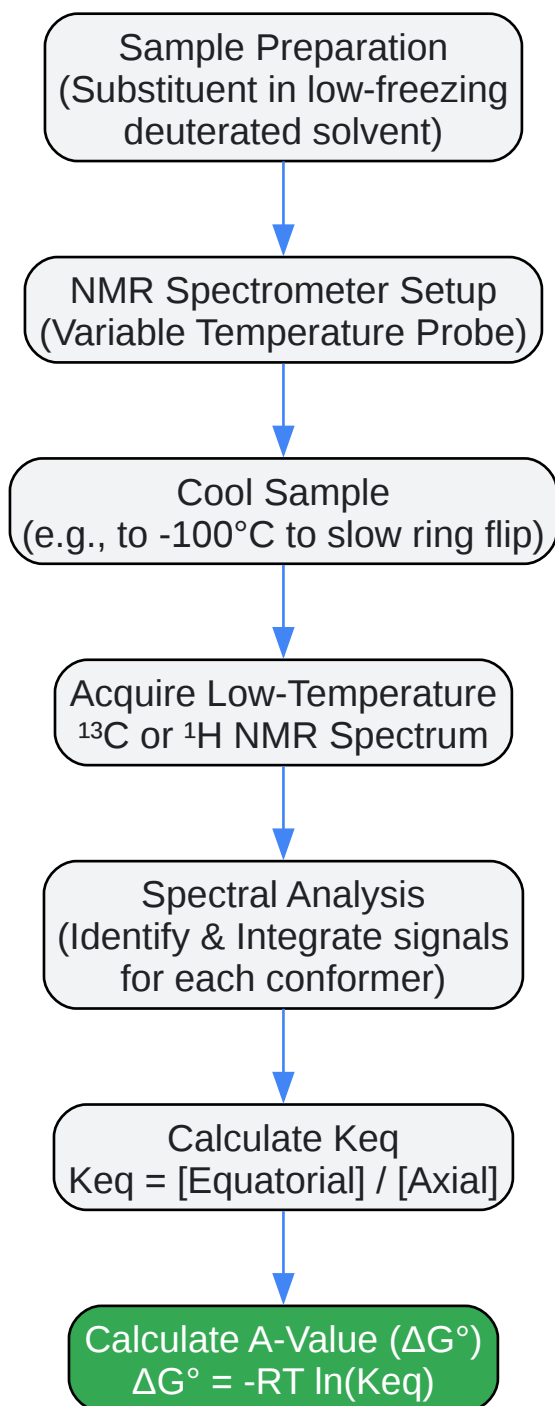 Sample Preparation
(Substituent in low-freezing
deuterated solvent)
NMR Spectrometer Setup
(Variable Temperature Probe)
Cool Sample
(e.g., to -100°C to slow ring flip)
Acquire Low-Temperature
¹³C or ¹H NMR Spectrum
Spectral Analysis
(Identify & Integrate signals
for each conformer)
Calculate Keq
Keq = [Equatorial] / [Axial]
Calculate A-Value (ΔG°)
ΔG° = -RT ln(Keq)